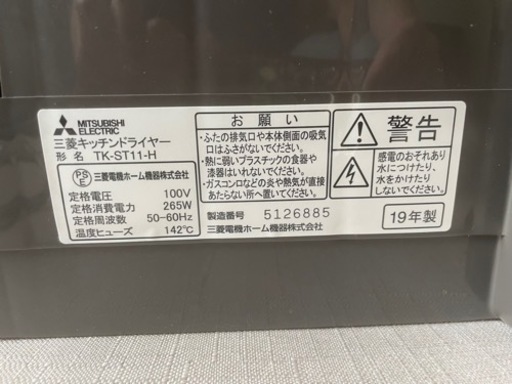 MITSUBISHI
ELECTRIC
三菱キッチンドライヤー
形名 TK-ST11-H
PS
E
三菱電機ホーム機器株式会社
定格電圧 100V
定格消費電力 265W
定格周波数 50-60Hz
温度ヒューズ 142℃
お願い
・ふたの排気口や本体側面の吸気
口はふさがないでください。
・熱に弱いプラスチックの食器や
漆器はいれないでください。
・ガスコンロなどの炎や熱気が直接
あたらない所へ置いてください。
製造番号 5126885
三菱電機ホーム機器株式会社
警告
感電のおそれあり
水につけたり、
水をかけたり
しないでください
19年製